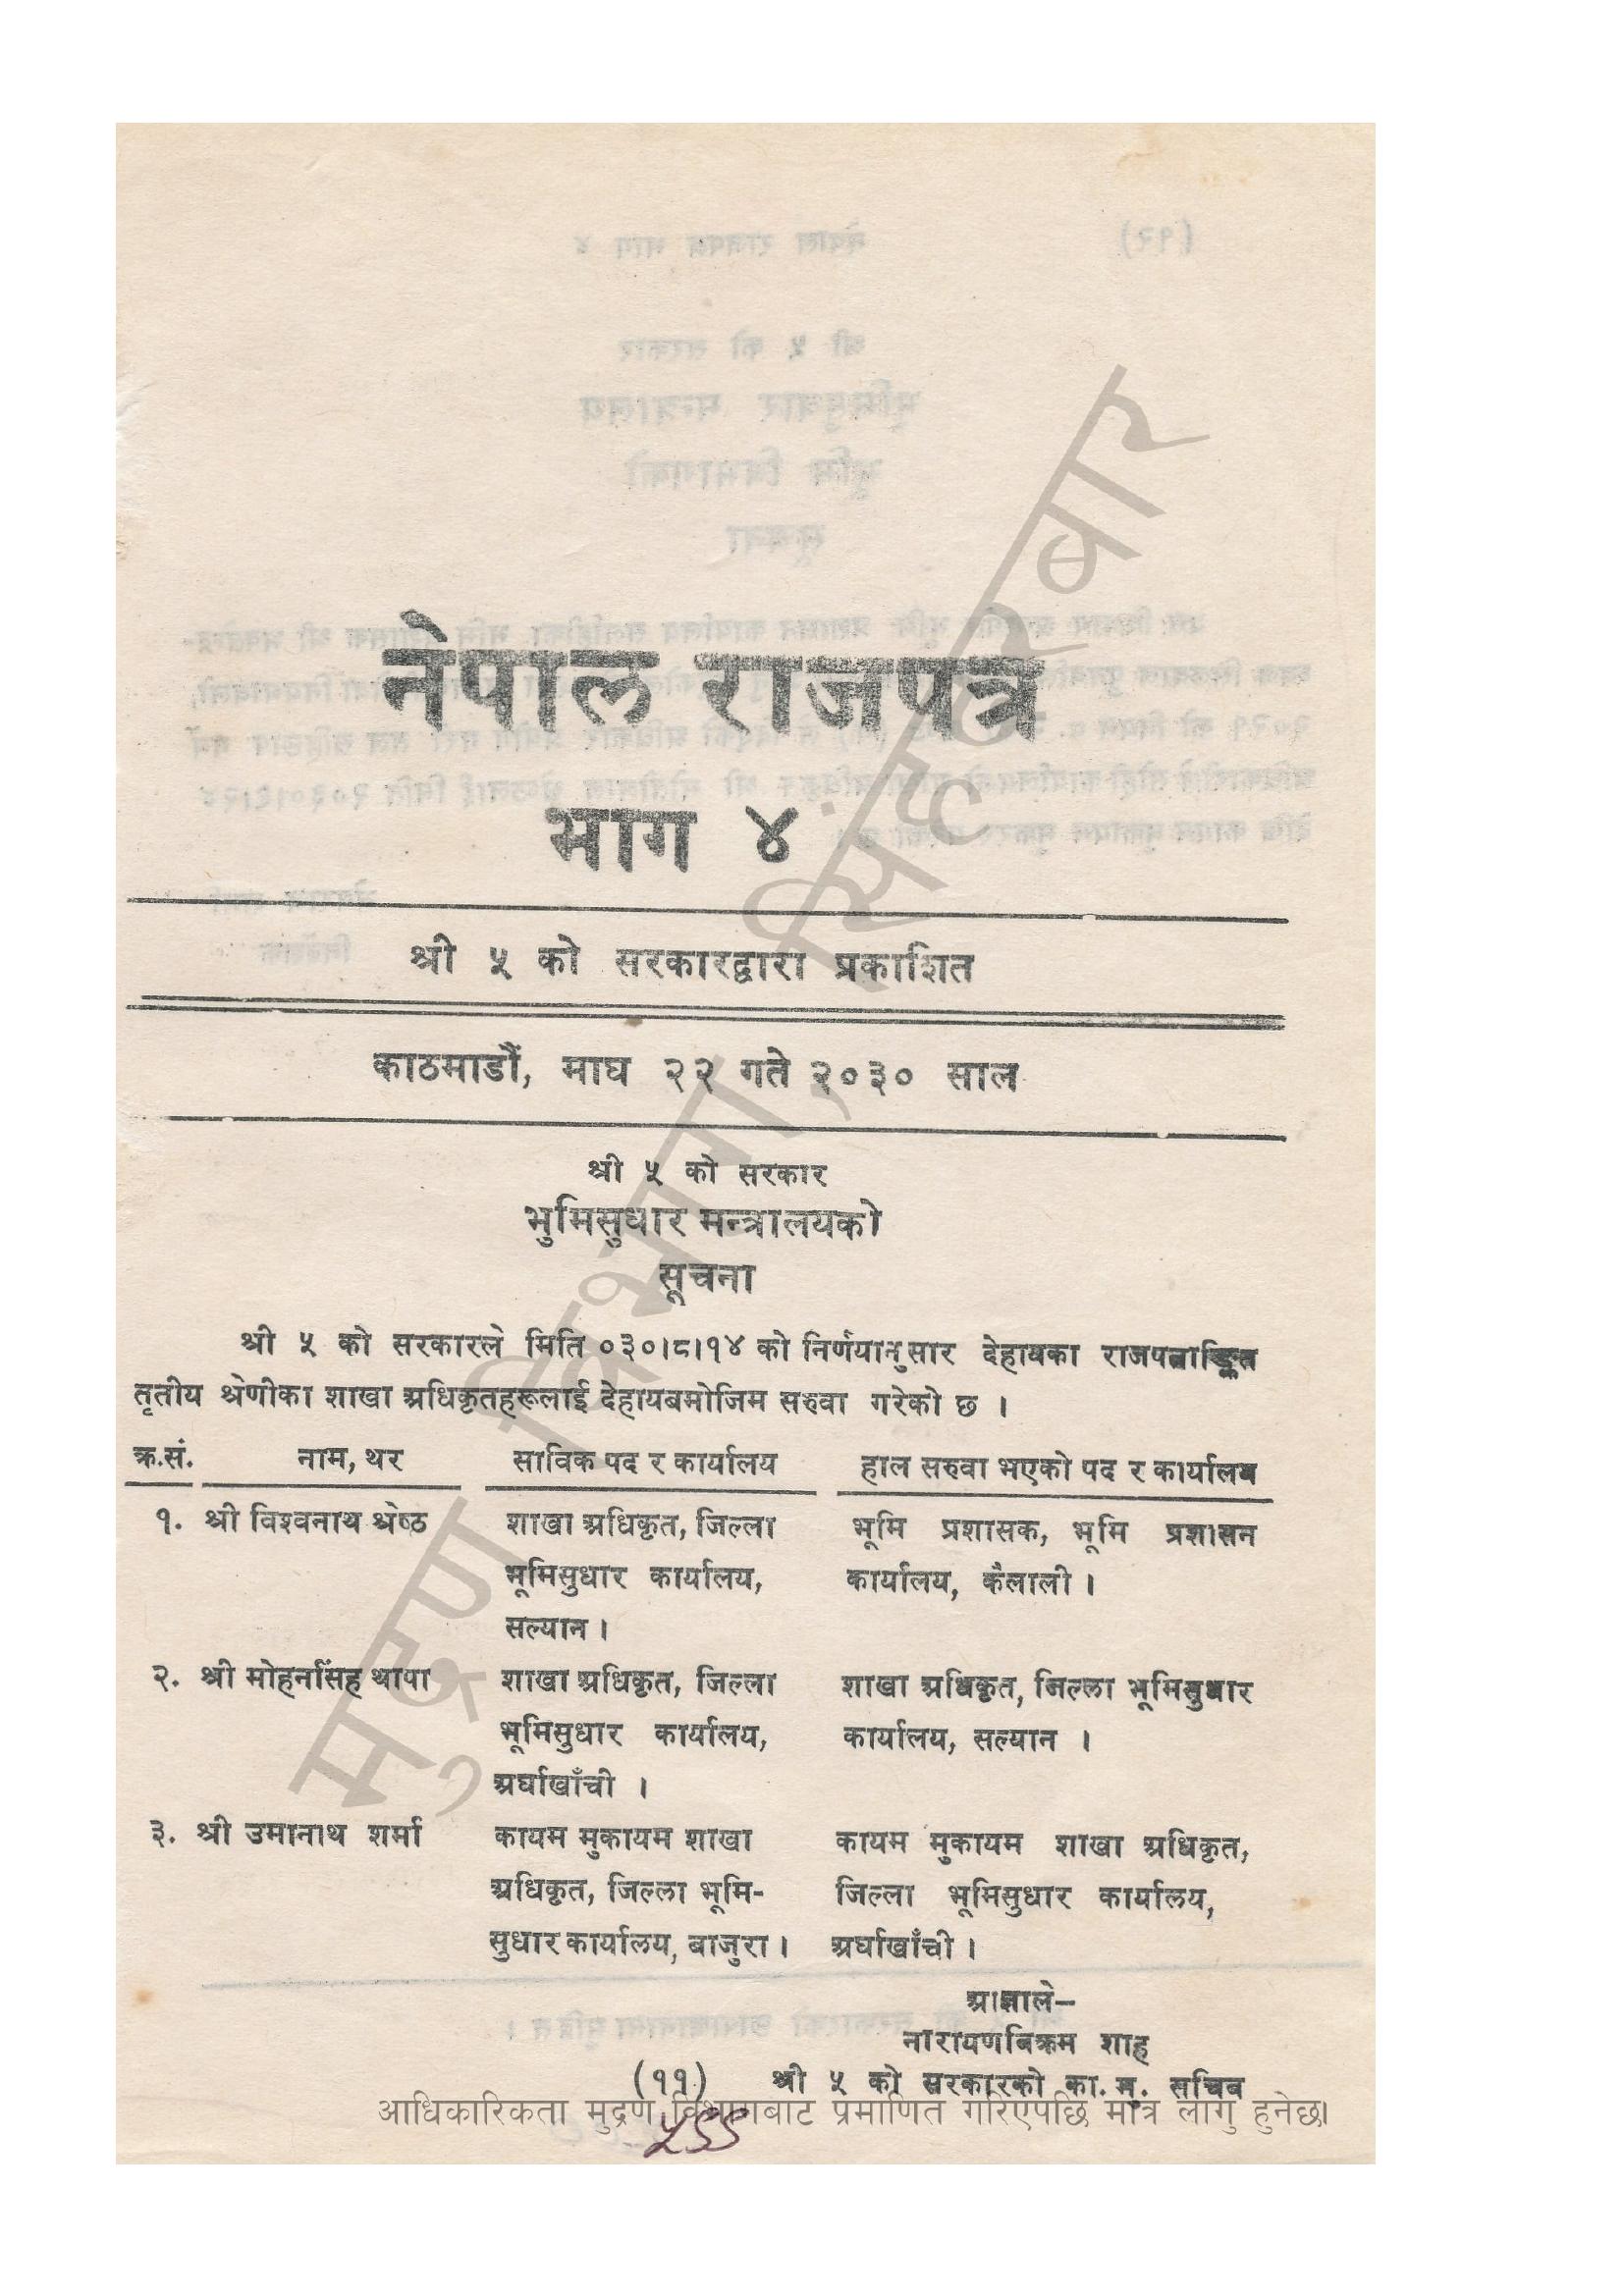 नेपाल राजपत्र
भाग ४
श्री ५ को सरकारद्वारा प्रकाशित
काठमाडौं, माघ २२ गते २०३० साल
श्री ५ को सरकार
भुमिसुधार मन्त्रालयको
सूचना
श्री ५ को सरकारले मिति ०३०।८।१४ को निर्णयानुसार देहायका राजपत्राङ्कित
तृतीय श्रेणीका शाखा अधिकृतहरूलाई देहायबमोजिम सरुवा गरेको छ ।
क्र.सं. नाम, थर साविक पद र कार्यालय हाल सरुवा भएको पद र कार्यालय
१. श्री विश्वनाथ श्रेष्ठ शाखा अधिकृत, जिल्ला भूमि प्रशासक, भूमि प्रशासन
भूमिसुधार कार्यालय, कार्यालय, कैलाली ।
सल्यान ।
२. श्री मोहनसिंह थापा शाखा अधिकृत, जिल्ला शाखा अधिकृत, जिल्ला भूमिसुधार
भूमिसुधार कार्यालय, कार्यालय, सल्यान ।
अर्घाखाँची ।
३. श्री उमानाथ शर्मा कायम मुकायम शाखा कायम मुकायम शाखा अधिकृत,
अधिकृत, जिल्ला भूमि- जिल्ला भूमिसुधार कार्यालय,
सुधार कार्यालय, बाजुरा । अर्घाखाँची ।
आज्ञाले–
नारायणबिक्रम शाह
(११) श्री ५ को सरकारको का. मु. सचिव
आधिकारिकता मुद्रण विभागबाट प्रमाणित गरिएपछि मात्र लागु हुनेछ।
मुद्रण विभाग, सिंहदरबार